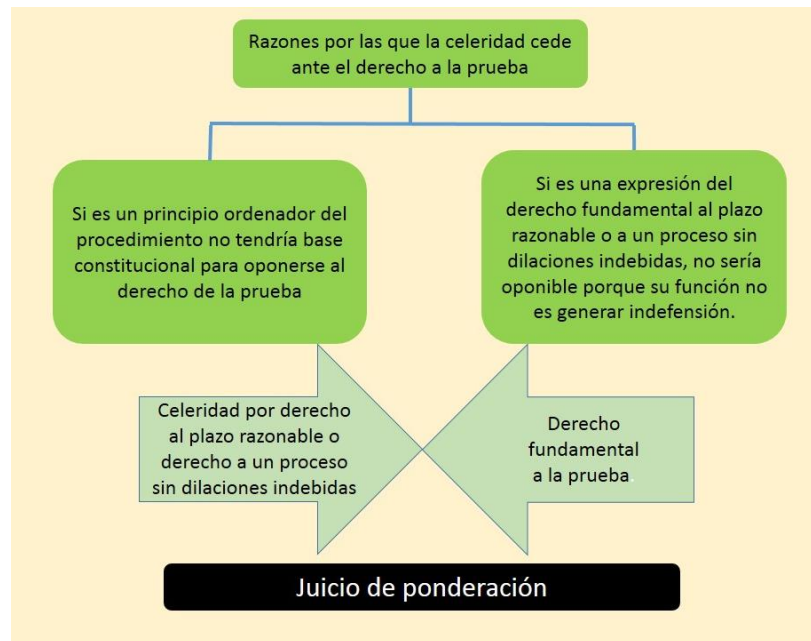 Razones por las que la celeridad cede
ante el derecho a la prueba
Si es un principio ordenador del
procedimiento no tendría base
constitucional para oponerse al
derecho de la prueba
Si es una expresión del
derecho fundamental al plazo
razonable o a un proceso sin
dilaciones indebidas, no sería
oponible porque su función no
es generar indefensión.
Celeridad por derecho
al plazo razonable o
derecho a un proceso
sin dilaciones indebidas
Derecho
fundamental
a la prueba.
Juicio de ponderación